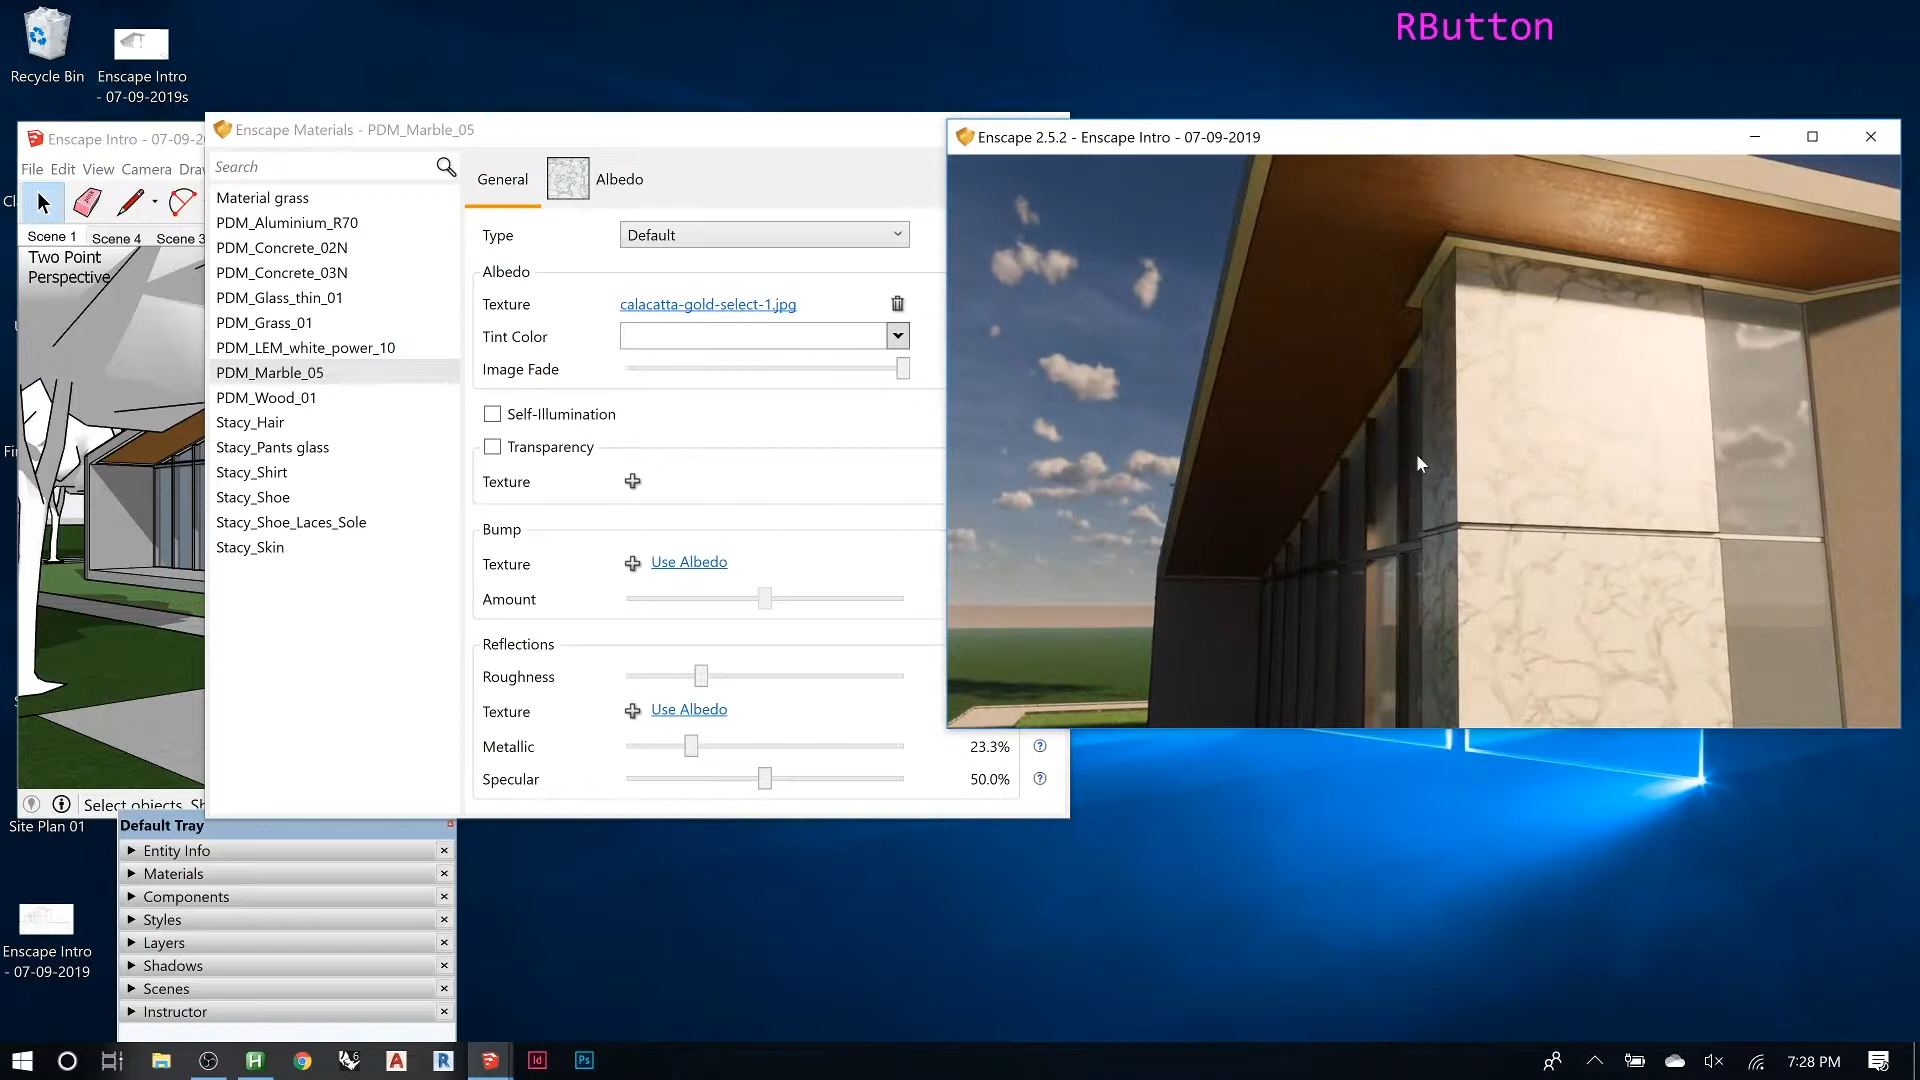 RButton
Recycle Bin
Enscape Intro
- 07-09-2019s
Enscape Intro - 07-09-2
File Edit View Camera Dra
Scene 1 Scene 4 Scene 3
Two Point
Perspective
Select objects. Sh
Site Plan 01
Enscape Materials - PDM_Marble_05
Search
Material grass
PDM_Aluminium_R70
PDM_Concrete_02N
PDM_Concrete_03N
PDM_Glass_thin_01
PDM_Grass_01
PDM_LEM_white_power_10
PDM_Marble_05
PDM_Wood_01
Stacy_Hair
Stacy_Pants glass
Stacy_Shirt
Stacy_Shoe
Stacy_Shoe_Laces_Sole
Stacy_Skin
General Albedo
Type Default
Albedo
Texture calacatta-gold-select-1.jpg
Tint Color
Image Fade
Self-Illumination
Transparency
Texture
Bump
Texture Use Albedo
Amount
Reflections
Roughness
Texture Use Albedo
Metallic 23.3%
Specular 50.0%
Enscape 2.5.2 - Enscape Intro - 07-09-2019
Default Tray
Entity Info
Materials
Components
Styles
Layers
Shadows
Scenes
Instructor
Enscape Intro
- 07-09-2019
7:28 PM